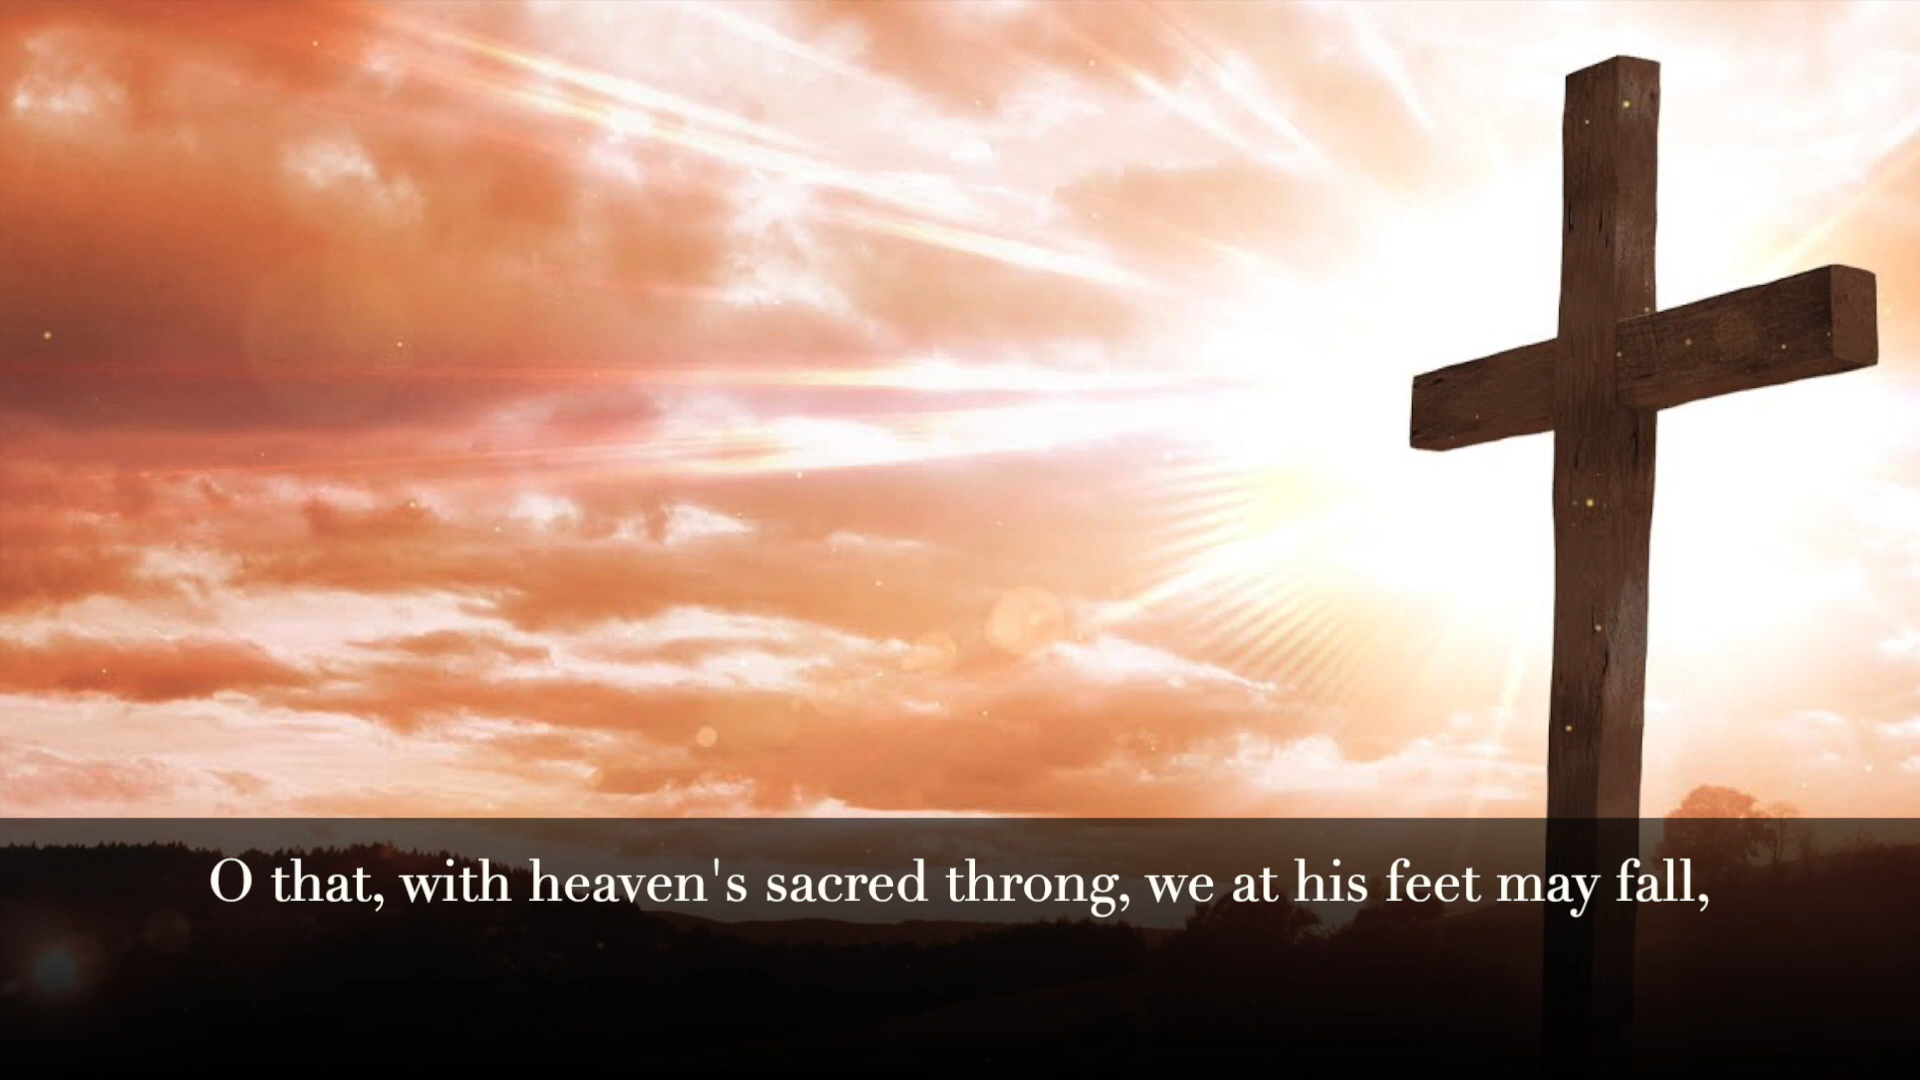 O that, with heaven's sacred throng, we at his feet may fall,